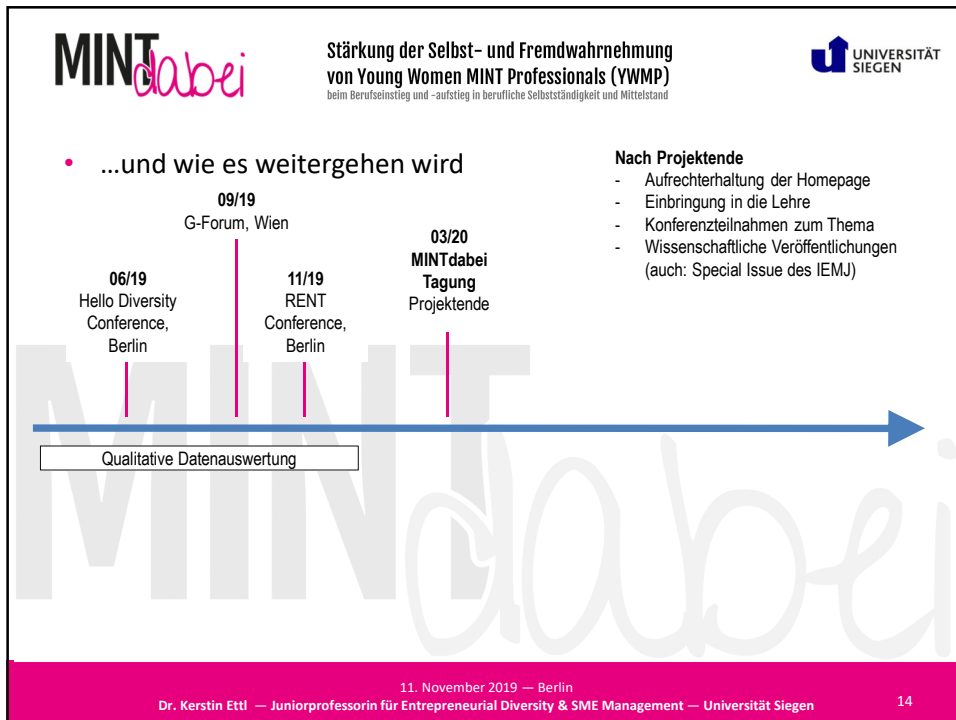 MINT
dabei
Stärkung der Selbst- und Fremdwahrnehmung
von Young Women MINT Professionals (YWMP)
beim Berufseinstieg und -aufstieg in berufliche Selbstständigkeit und Mittelstand
UNIVERSITÄT
SIEGEN
• ...und wie es weitergehen wird
09/19
G-Forum, Wien
06/19
Hello Diversity
Conference,
Berlin
11/19
RENT
Conference,
Berlin
03/20
MINTdabei
Tagung
Projektende
Nach Projektende
- Aufrechterhaltung der Homepage
- Einbringung in die Lehre
- Konferenzteilnahmen zum Thema
- Wissenschaftliche Veröffentlichungen
(auch: Special Issue des IEMJ)
Qualitative Datenauswertung
MINT
dabei
11. November 2019 — Berlin
Dr. Kerstin Ettl — Juniorprofessorin für Entrepreneurial Diversity & SME Management — Universität Siegen
14